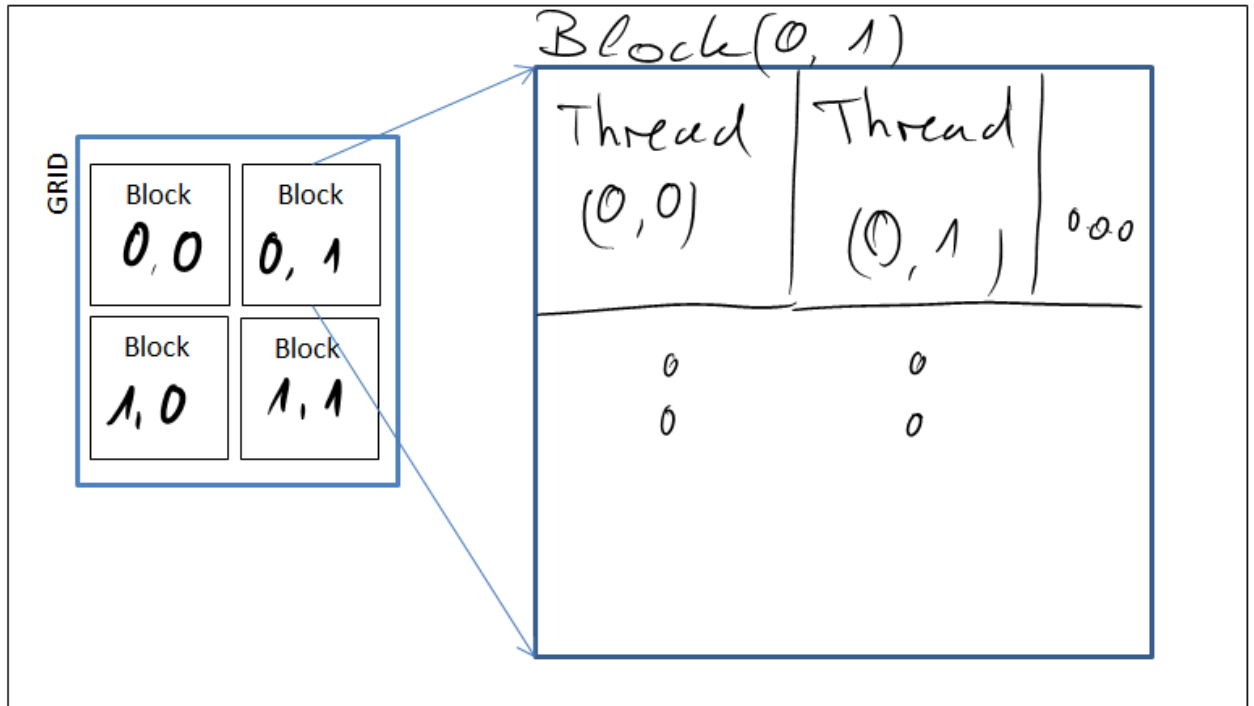 Block(0, 1)
GRID
Block
0,0
Block
0, 1
Block
1,0
Block
1, 1
Thread
(0,0)
Thread
(0, 1)
ooo
o
o
o
o